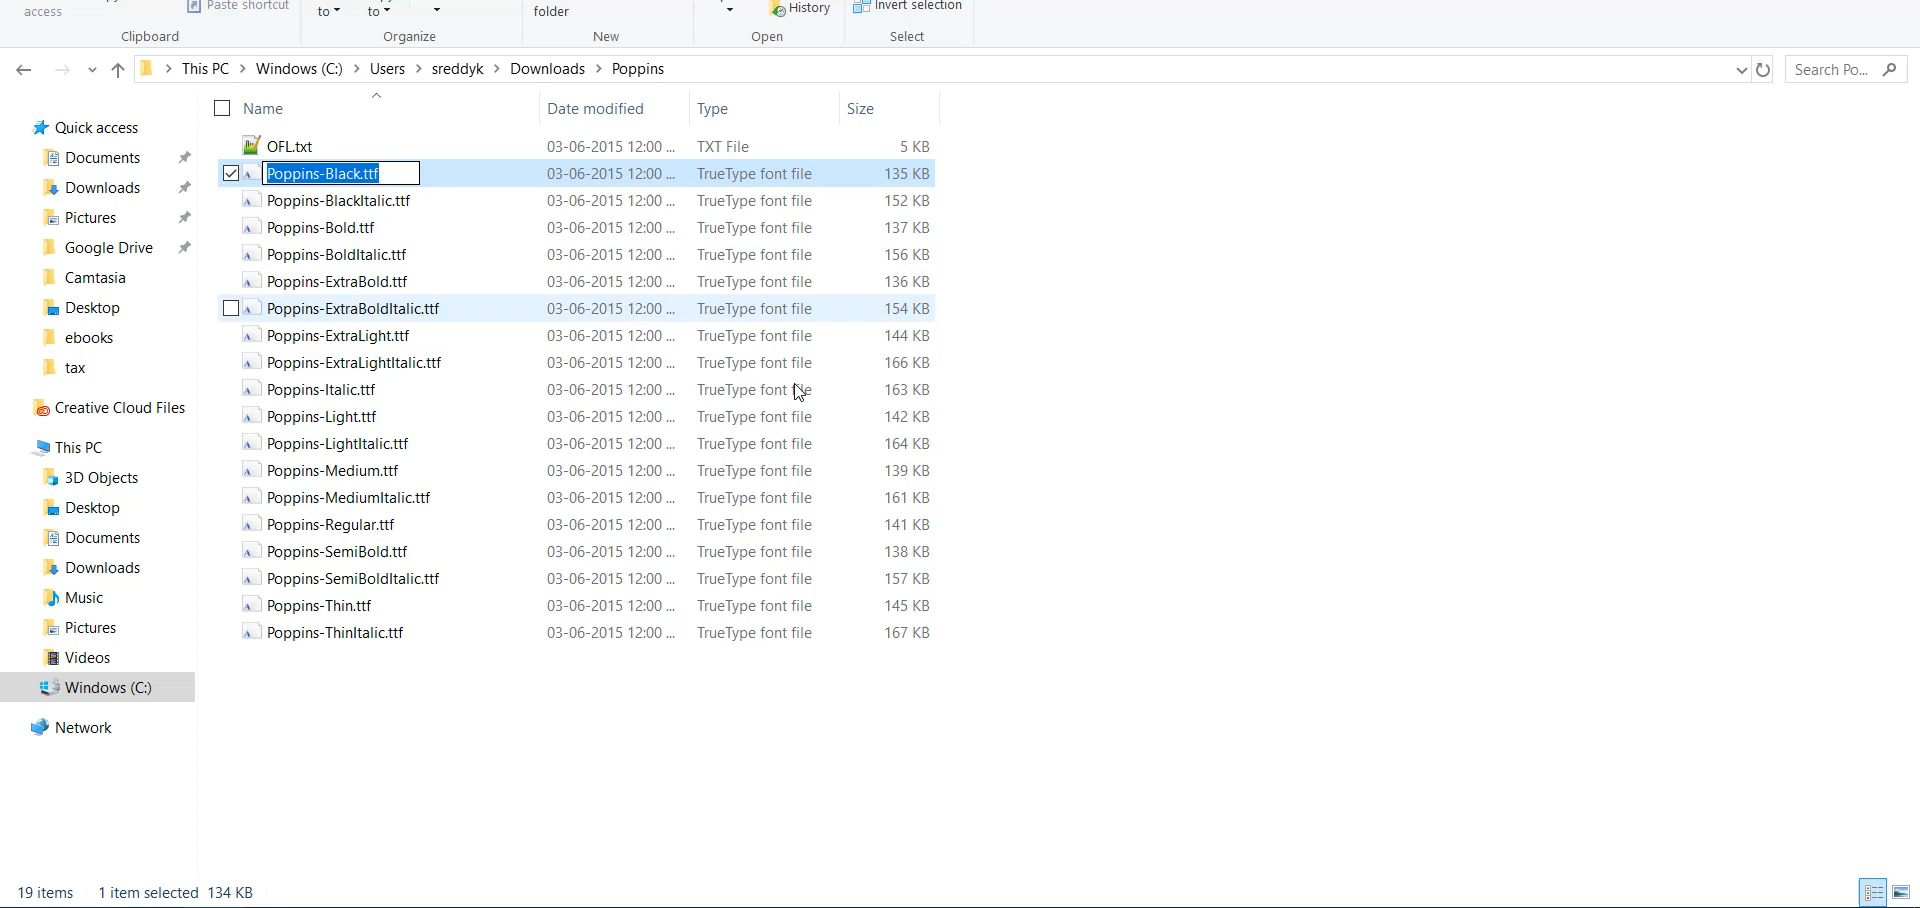 access
Paste shortcut
to
to
folder
History
Invert selection
Clipboard
Organize
New
Open
Select
This PC > Windows (C:) > Users > sreddyk > Downloads > Poppins
Search Po...
Name Date modified Type Size
Quick access
Documents
Downloads
Pictures
Google Drive
Camtasia
Desktop
ebooks
tax
Creative Cloud Files
This PC
3D Objects
Desktop
Documents
Downloads
Music
Pictures
Videos
Windows (C:)
Network
OFL.txt 03-06-2015 12:00 ... TXT File 5 KB
Poppins-Black.ttf 03-06-2015 12:00 ... TrueType font file 135 KB
Poppins-BlackItalic.ttf 03-06-2015 12:00 ... TrueType font file 152 KB
Poppins-Bold.ttf 03-06-2015 12:00 ... TrueType font file 137 KB
Poppins-BoldItalic.ttf 03-06-2015 12:00 ... TrueType font file 156 KB
Poppins-ExtraBold.ttf 03-06-2015 12:00 ... TrueType font file 136 KB
Poppins-ExtraBoldItalic.ttf 03-06-2015 12:00 ... TrueType font file 154 KB
Poppins-ExtraLight.ttf 03-06-2015 12:00 ... TrueType font file 144 KB
Poppins-ExtraLightItalic.ttf 03-06-2015 12:00 ... TrueType font file 166 KB
Poppins-Italic.ttf 03-06-2015 12:00 ... TrueType font file 163 KB
Poppins-Light.ttf 03-06-2015 12:00 ... TrueType font file 142 KB
Poppins-LightItalic.ttf 03-06-2015 12:00 ... TrueType font file 164 KB
Poppins-Medium.ttf 03-06-2015 12:00 ... TrueType font file 139 KB
Poppins-MediumItalic.ttf 03-06-2015 12:00 ... TrueType font file 161 KB
Poppins-Regular.ttf 03-06-2015 12:00 ... TrueType font file 141 KB
Poppins-SemiBold.ttf 03-06-2015 12:00 ... TrueType font file 138 KB
Poppins-SemiBoldItalic.ttf 03-06-2015 12:00 ... TrueType font file 157 KB
Poppins-Thin.ttf 03-06-2015 12:00 ... TrueType font file 145 KB
Poppins-ThinItalic.ttf 03-06-2015 12:00 ... TrueType font file 167 KB
19 items 1 item selected 134 KB